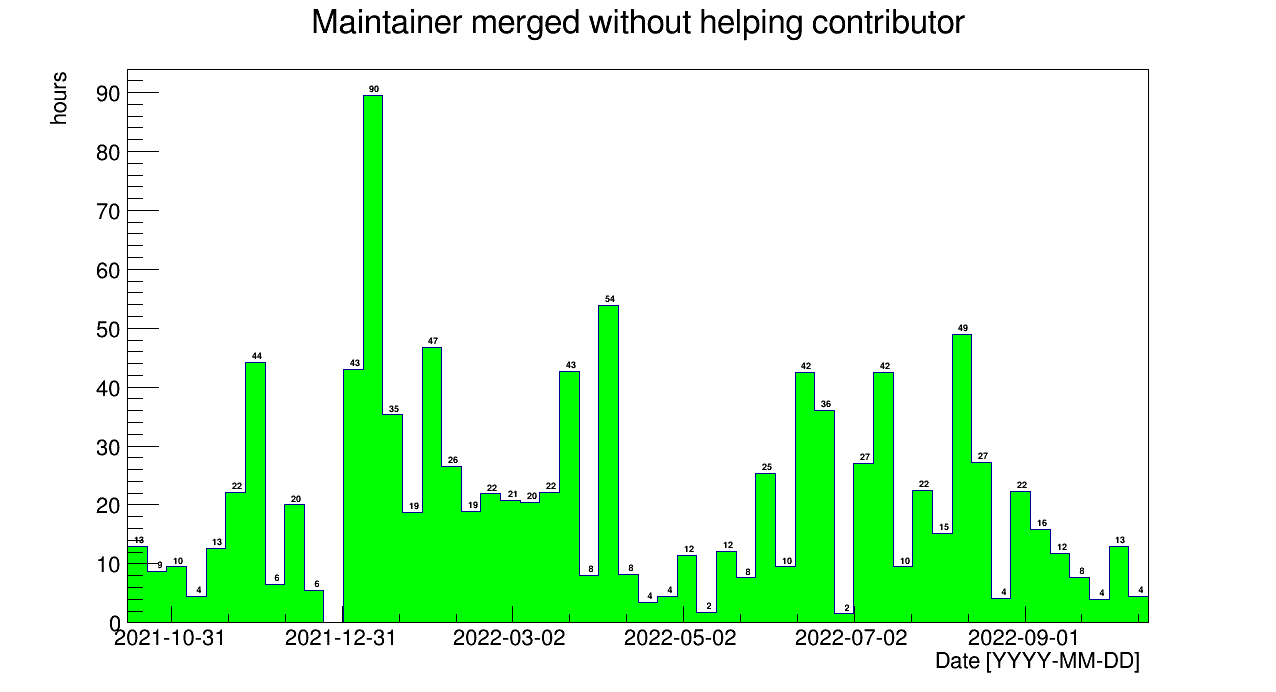 Maintainer merged without helping contributor
hours
90
80
70
60
50
40
30
20
10
0
13 9 10 4 13 22 44 6 20 6 43 90 35 19 47 26 19 22 21 20 22 43 8 54 8 4 4 12 2 12 8 25 10 42 36 2 27 42 10 22 15 49 27 4 22 16 12 8 4 13 4
2021-10-31 2021-12-31 2022-03-02 2022-05-02 2022-07-02 2022-09-01
Date [YYYY-MM-DD]